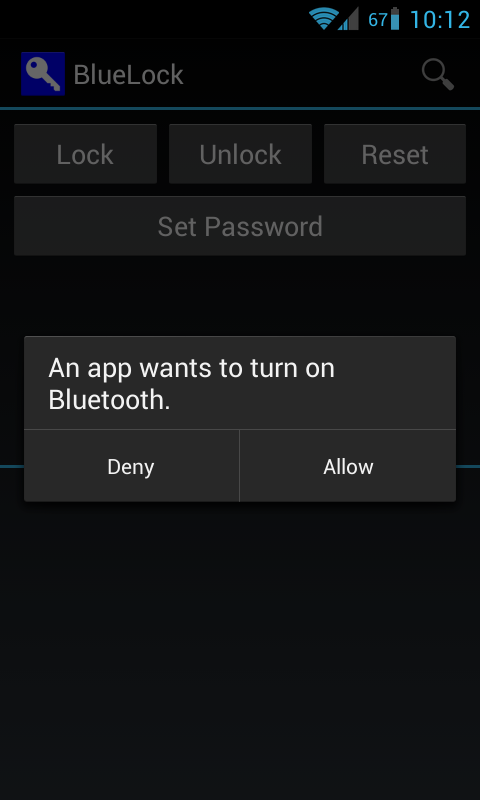 67 10:12
BlueLock
Lock Unlock Reset
Set Password
An app wants to turn on
Bluetooth.
Deny Allow